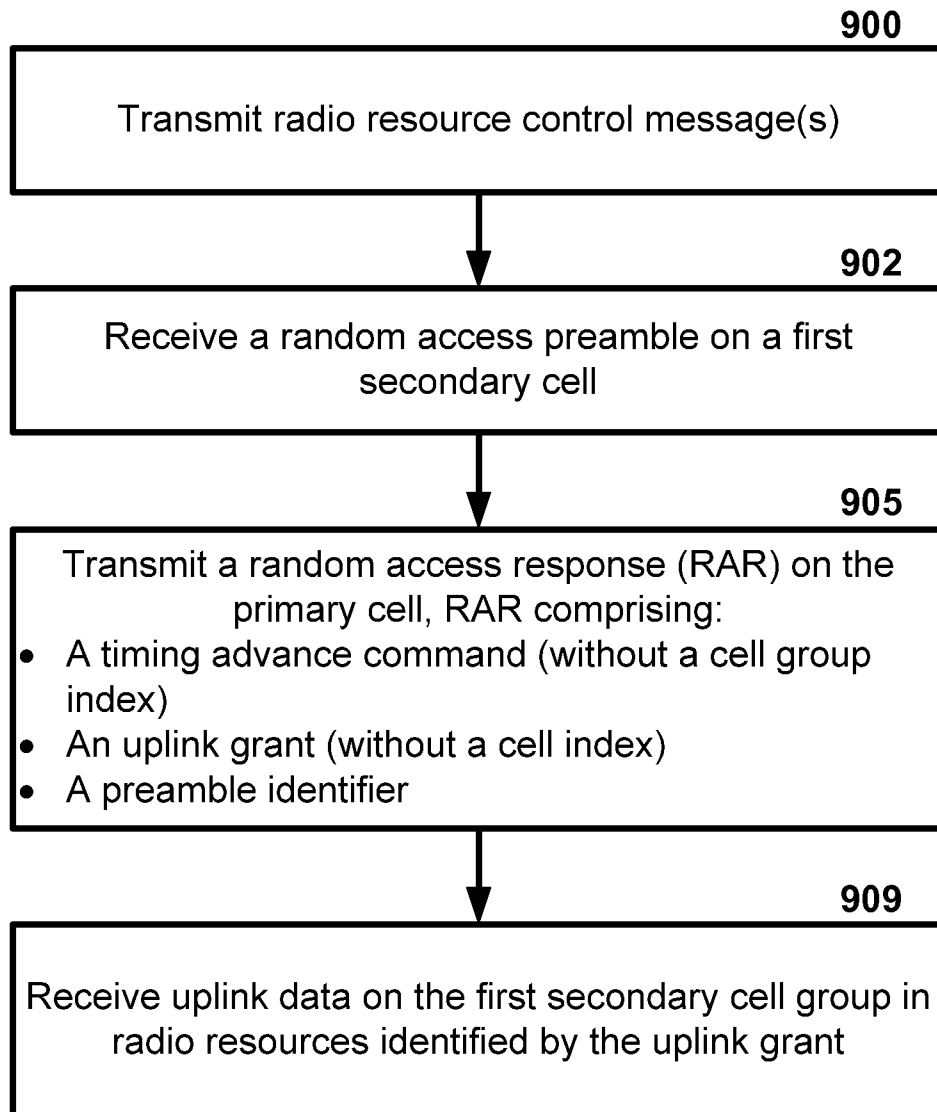 900
Transmit radio resource control message(s)
902
Receive a random access preamble on a first
secondary cell
905
Transmit a random access response (RAR) on the
primary cell, RAR comprising:
• A timing advance command (without a cell group
index)
• An uplink grant (without a cell index)
• A preamble identifier
909
Receive uplink data on the first secondary cell group in
radio resources identified by the uplink grant